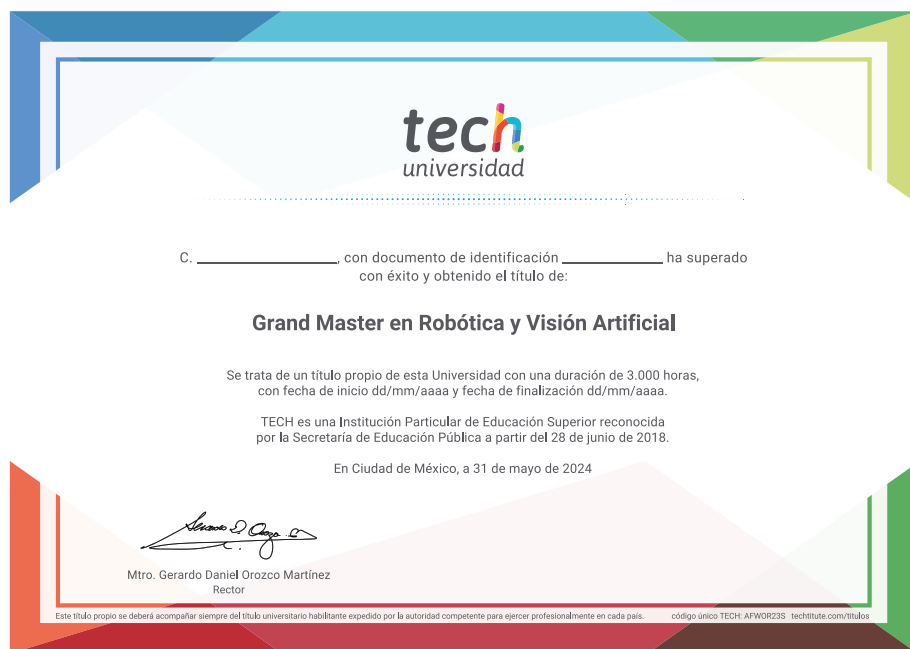 tech
universidad
C. , con documento de identificación ha superado
con éxito y obtenido el título de:
Grand Master en Robótica y Visión Artificial
Se trata de un título propio de esta Universidad con una duración de 3.000 horas,
con fecha de inicio dd/mm/aaaa y fecha de finalización dd/mm/aaaa.
TECH es una Institución Particular de Educación Superior reconocida
por la Secretaría de Educación Pública a partir del 28 de junio de 2018.
En Ciudad de México, a 31 de mayo de 2024
Mtro. Gerardo Daniel Orozco Martínez
Rector
Este título propio se deberá acompañar siempre del título universitario habilitante expedido por la autoridad competente para ejercer profesionalmente en cada país. código único TECH: AFWOR23S techtitute.com/titulos